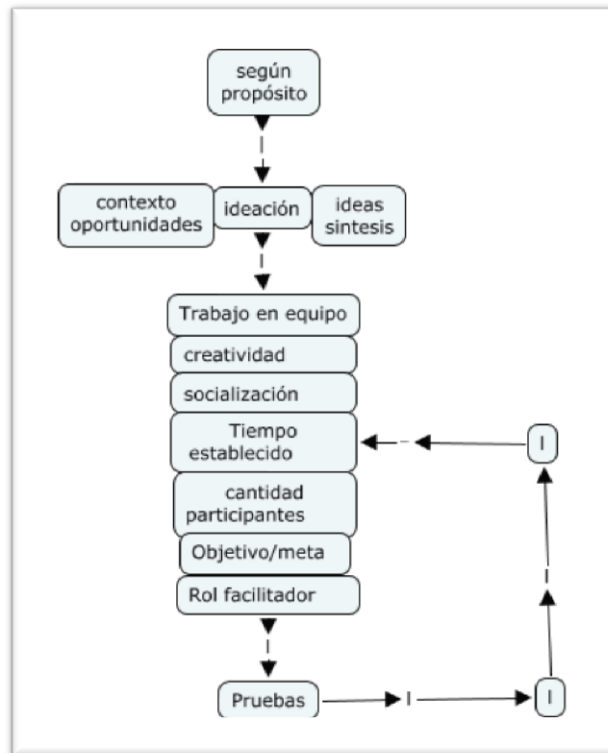 según
propósito
contexto
oportunidades
ideación
ideas
sintesis
Trabajo en equipo
creatividad
socialización
Tiempo
establecido
cantidad
participantes
Objetivo/meta
Rol facilitador
Pruebas
I
I
I
I